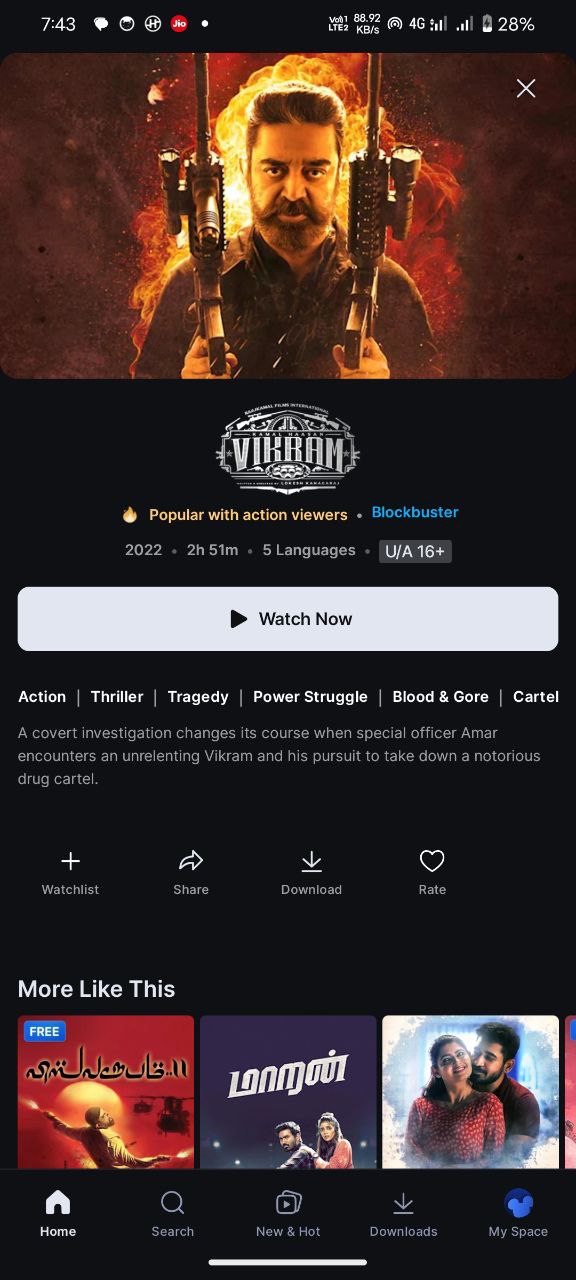 7:43
Jio
Vo))1
LTE2
88.92
KB/s
4G
28%
RAAJKAMAL FILMS INTERNATIONAL
KAMAL HAASAN
VIKRAM
WRITTEN & DIRECTED BY LOKESH KANAGARAJ
Popular with action viewers • Blockbuster
2022 • 2h 51m • 5 Languages • U/A 16+
Watch Now
Action | Thriller | Tragedy | Power Struggle | Blood & Gore | Cartel
A covert investigation changes its course when special officer Amar
encounters an unrelenting Vikram and his pursuit to take down a notorious
drug cartel.
Watchlist Share Download Rate
More Like This
FREE
விஸ்வரூபம்..II
மாறன்
Home Search New & Hot Downloads My Space